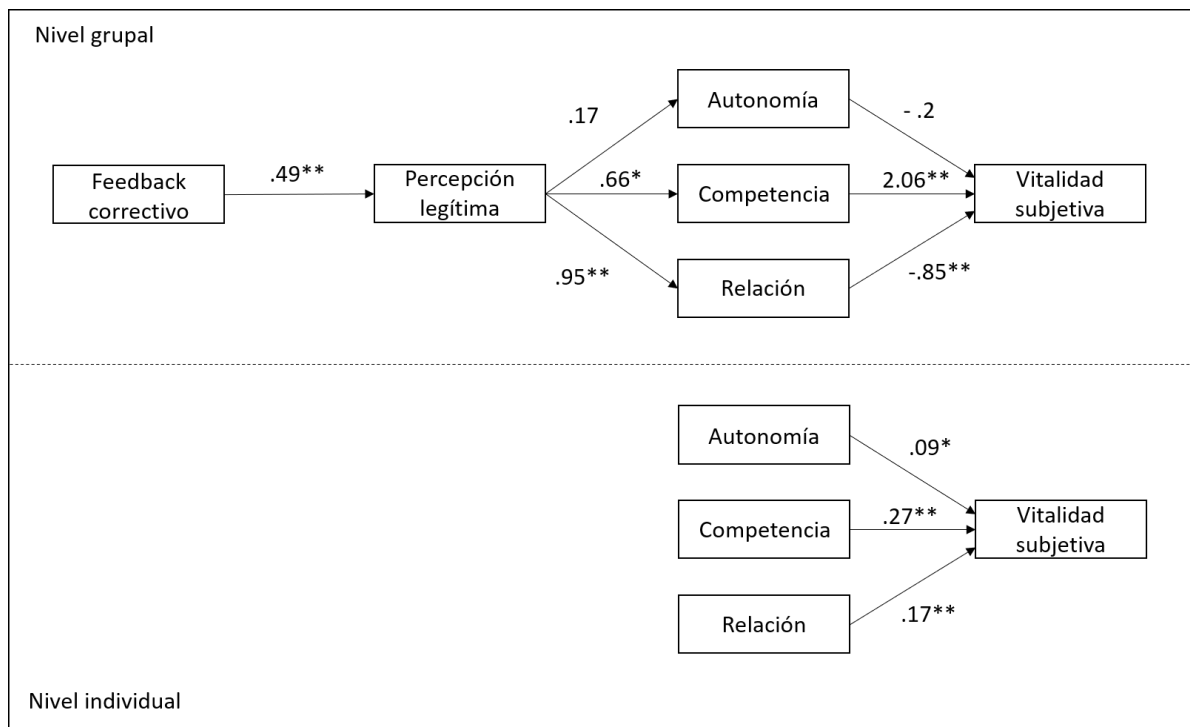 Nivel grupal
Autonomía
.17
- .2
Feedback
correctivo
.49**
Percepción
legítima
.66*
Competencia
2.06**
Vitalidad
subjetiva
.95**
Relación
-.85**
Autonomía
.09*
Competencia
.27**
Vitalidad
subjetiva
Relación
.17**
Nivel individual